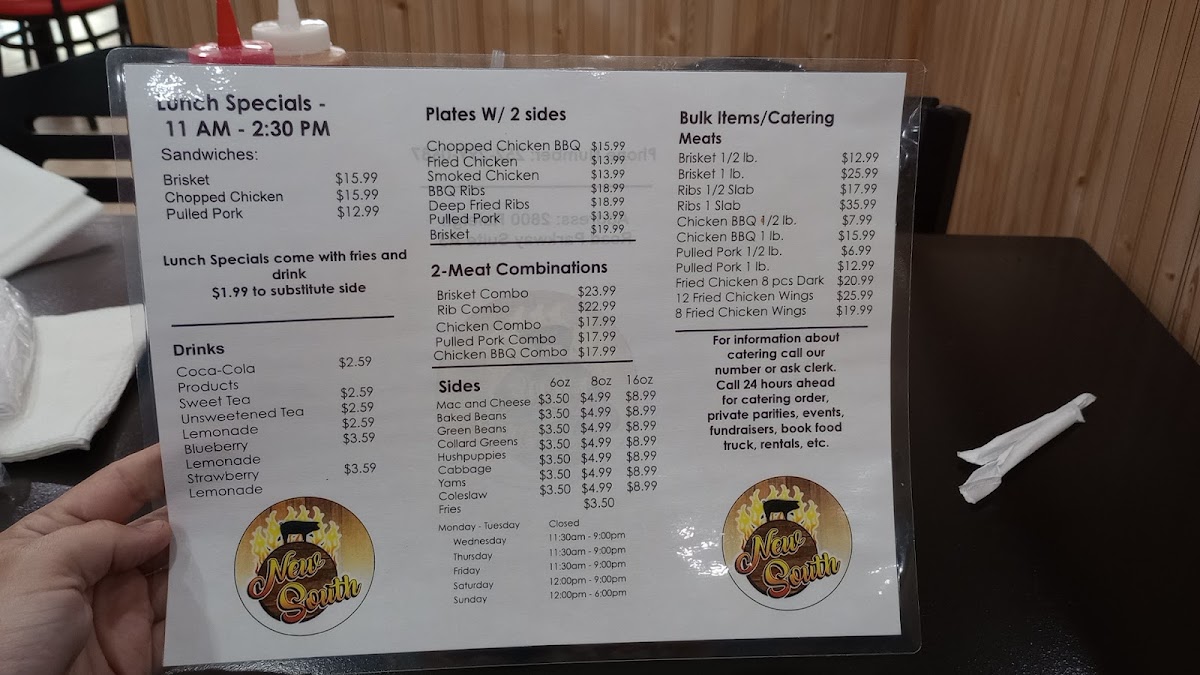 Lunch Specials -
11 AM - 2:30 PM
Sandwiches:
Brisket $15.99
Chopped Chicken $15.99
Pulled Pork $12.99
Lunch Specials come with fries and
drink
$1.99 to substitute side
Drinks
Coca-Cola $2.59
Products
Sweet Tea $2.59
Unsweetened Tea $2.59
Lemonade $2.59
Blueberry $3.59
Lemonade
Strawberry $3.59
Lemonade
New
South
Plates W/ 2 sides
Chopped Chicken BBQ $15.99
Fried Chicken $13.99
Smoked Chicken $13.99
BBQ Ribs $18.99
Deep Fried Ribs $18.99
Pulled Pork $13.99
Brisket $19.99
2-Meat Combinations
Brisket Combo $23.99
Rib Combo $22.99
Chicken Combo $17.99
Pulled Pork Combo $17.99
Chicken BBQ Combo $17.99
Sides 6oz 8oz 16oz
Mac and Cheese $3.50 $4.99 $8.99
Baked Beans $3.50 $4.99 $8.99
Green Beans $3.50 $4.99 $8.99
Collard Greens $3.50 $4.99 $8.99
Hushpuppies $3.50 $4.99 $8.99
Cabbage $3.50 $4.99 $8.99
Yams $3.50 $4.99 $8.99
Coleslaw
Fries $3.50
Monday - Tuesday Closed
Wednesday 11:30am - 9:00pm
Thursday 11:30am - 9:00pm
Friday 11:30am - 9:00pm
Saturday 12:00pm - 9:00pm
Sunday 12:00pm - 6:00pm
Bulk Items/Catering
Meats
Brisket 1/2 lb. $12.99
Brisket 1 lb. $25.99
Ribs 1/2 Slab $17.99
Ribs 1 Slab $35.99
Chicken BBQ 1/2 lb. $7.99
Chicken BBQ 1 lb. $15.99
Pulled Pork 1/2 lb. $6.99
Pulled Pork 1 lb. $12.99
Fried Chicken 8 pcs Dark $20.99
12 Fried Chicken Wings $25.99
8 Fried Chicken Wings $19.99
For information about
catering call our
number or ask clerk.
Call 24 hours ahead
for catering order,
private parities, events,
fundraisers, book food
truck, rentals, etc.
New
South